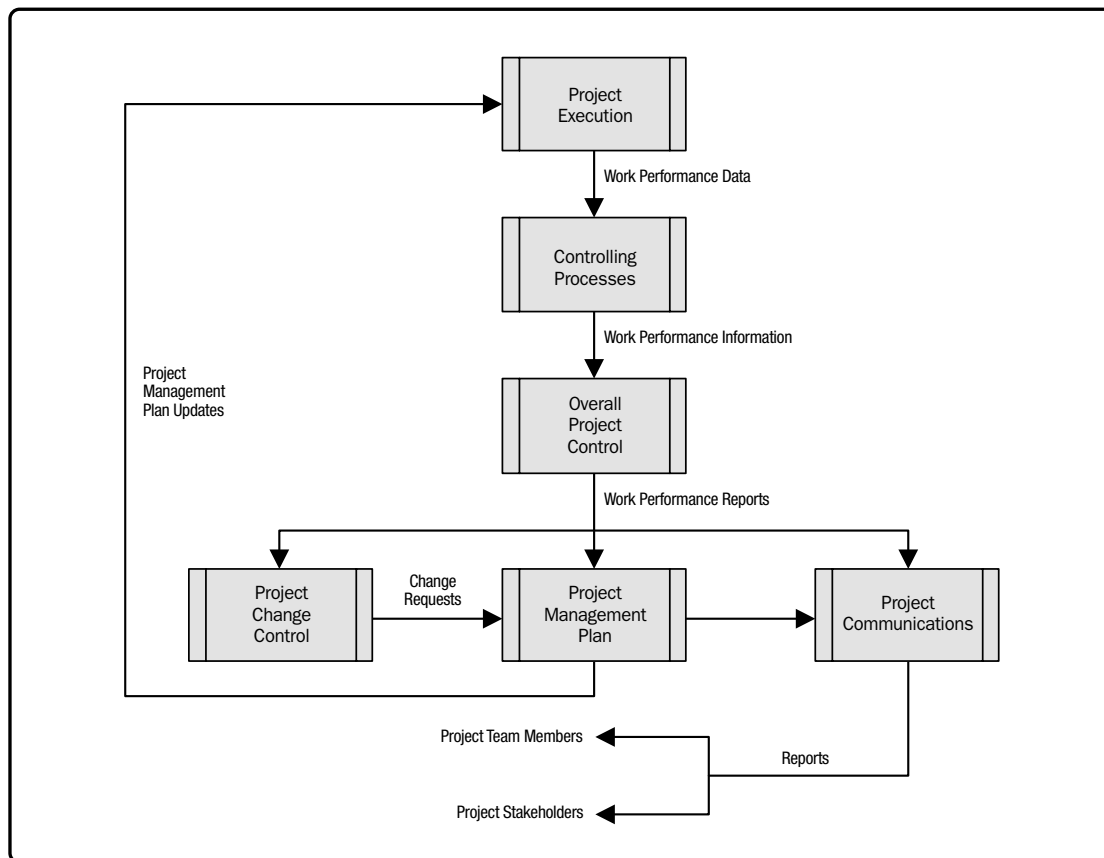 Project
Execution
Work Performance Data
Controlling
Processes
Work Performance Information
Project
Management
Plan Updates
Overall
Project
Control
Work Performance Reports
Project
Change
Control
Change
Requests
Project
Management
Plan
Project
Communications
Project Team Members
Reports
Project Stakeholders